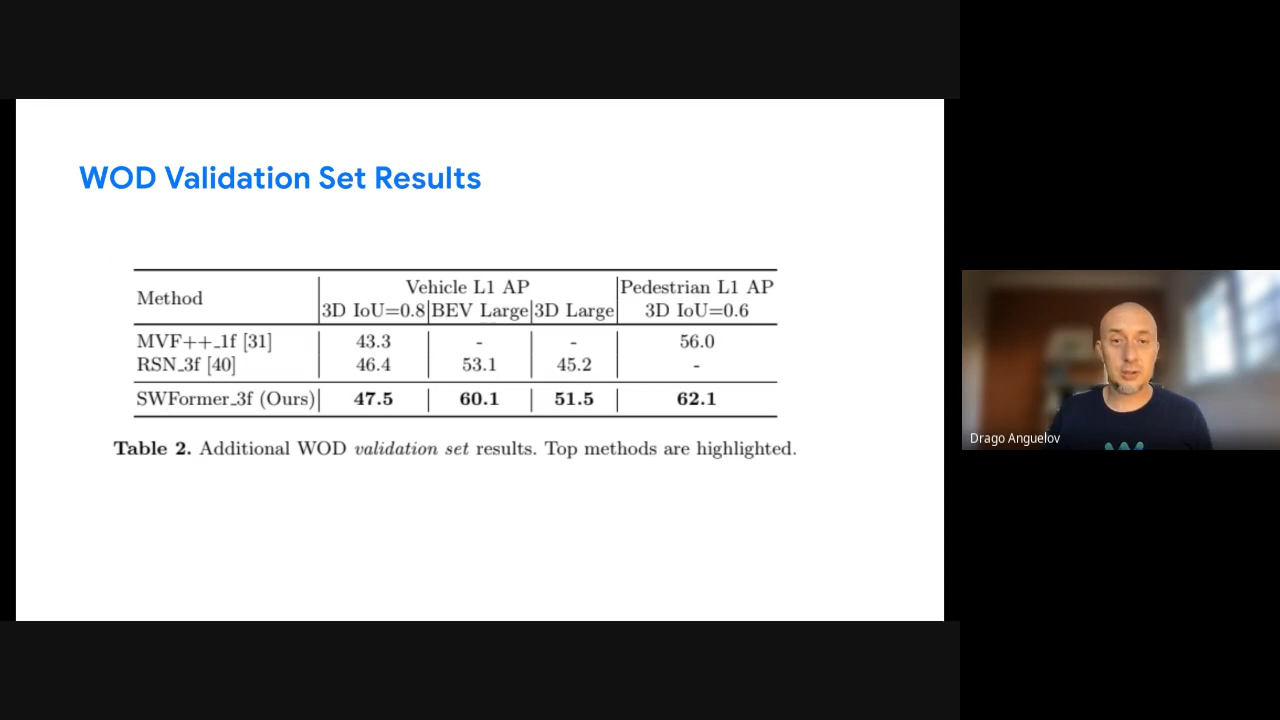 WOD Validation Set Results
Method
Vehicle L1 AP
Pedestrian L1 AP
3D IoU=0.8 BEV Large 3D Large 3D IoU=0.6
MVF++_1f [31] 43.3 - - 56.0
RSN_3f [40] 46.4 53.1 45.2 -
SWFormer_3f (Ours) 47.5 60.1 51.5 62.1
Table 2. Additional WOD validation set results. Top methods are highlighted.
Drago Anguelov